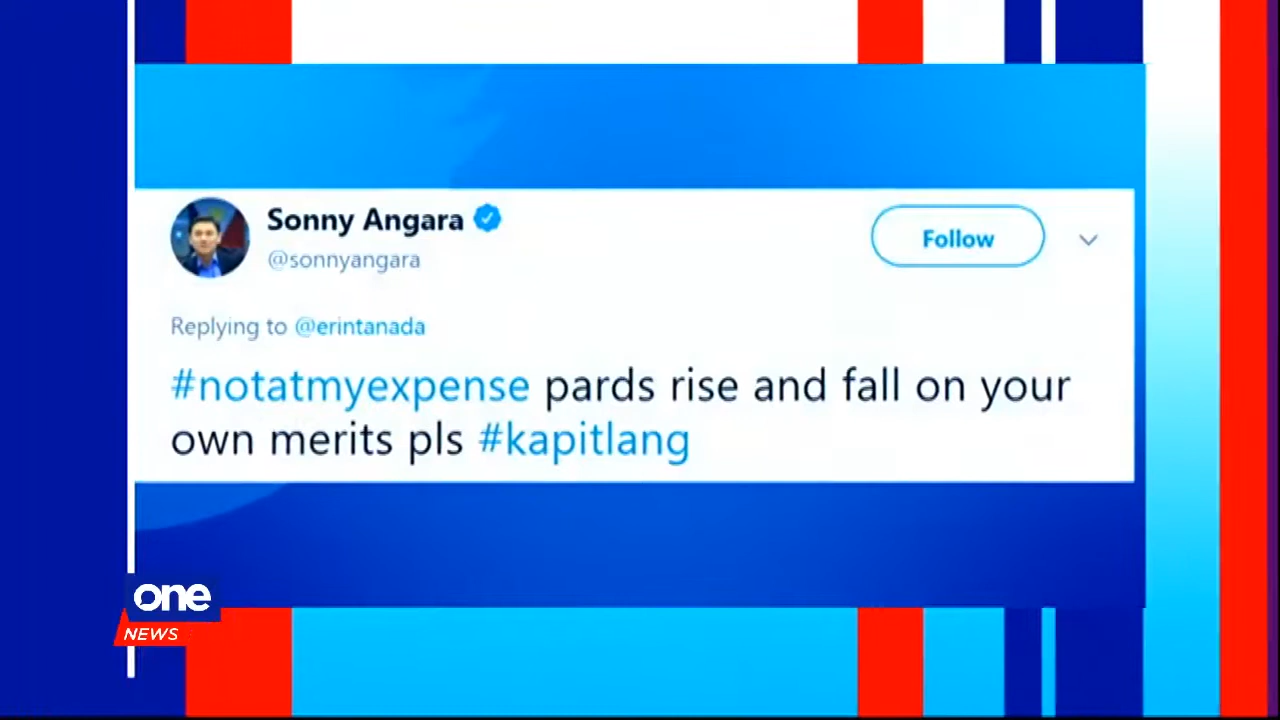 Sonny Angara
@sonnyangara
Follow
Replying to @erintanada
#notatmyexpense pards rise and fall on your
own merits pls #kapitlang
one
NEWS